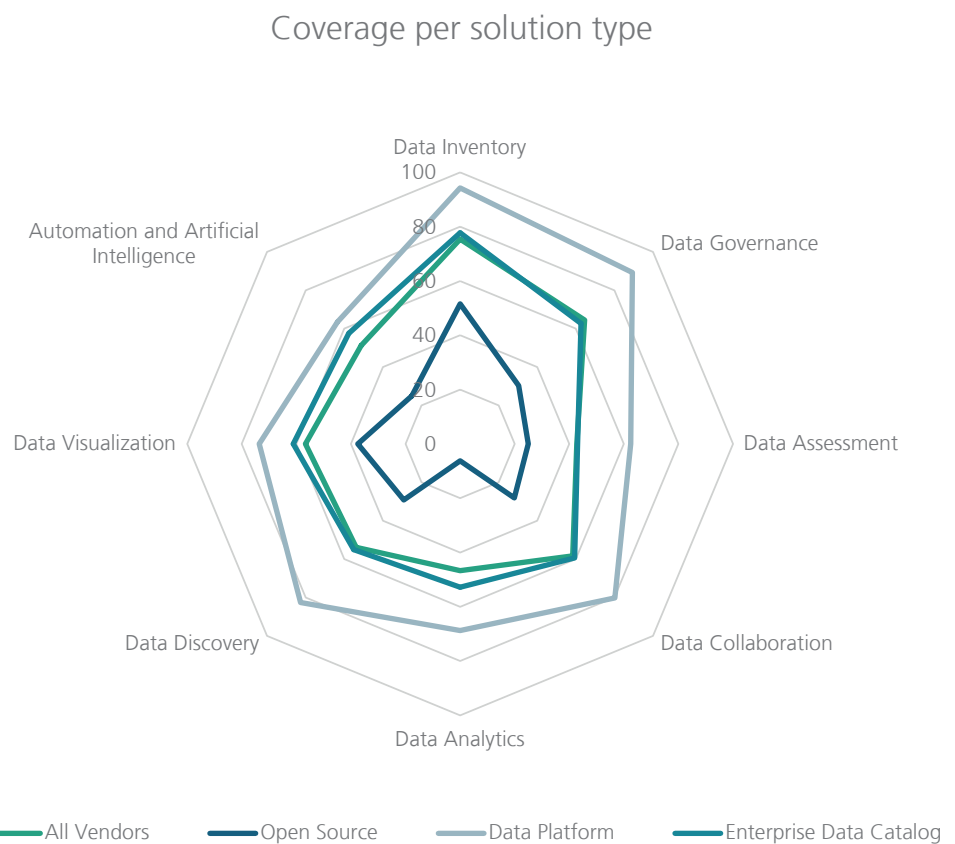 Coverage per solution type
Data Inventory
100
80
60
40
20
0
Automation and Artificial
Intelligence
Data Governance
Data Visualization
Data Assessment
Data Discovery
Data Collaboration
Data Analytics
All Vendors
Open Source
Data Platform
Enterprise Data Catalog